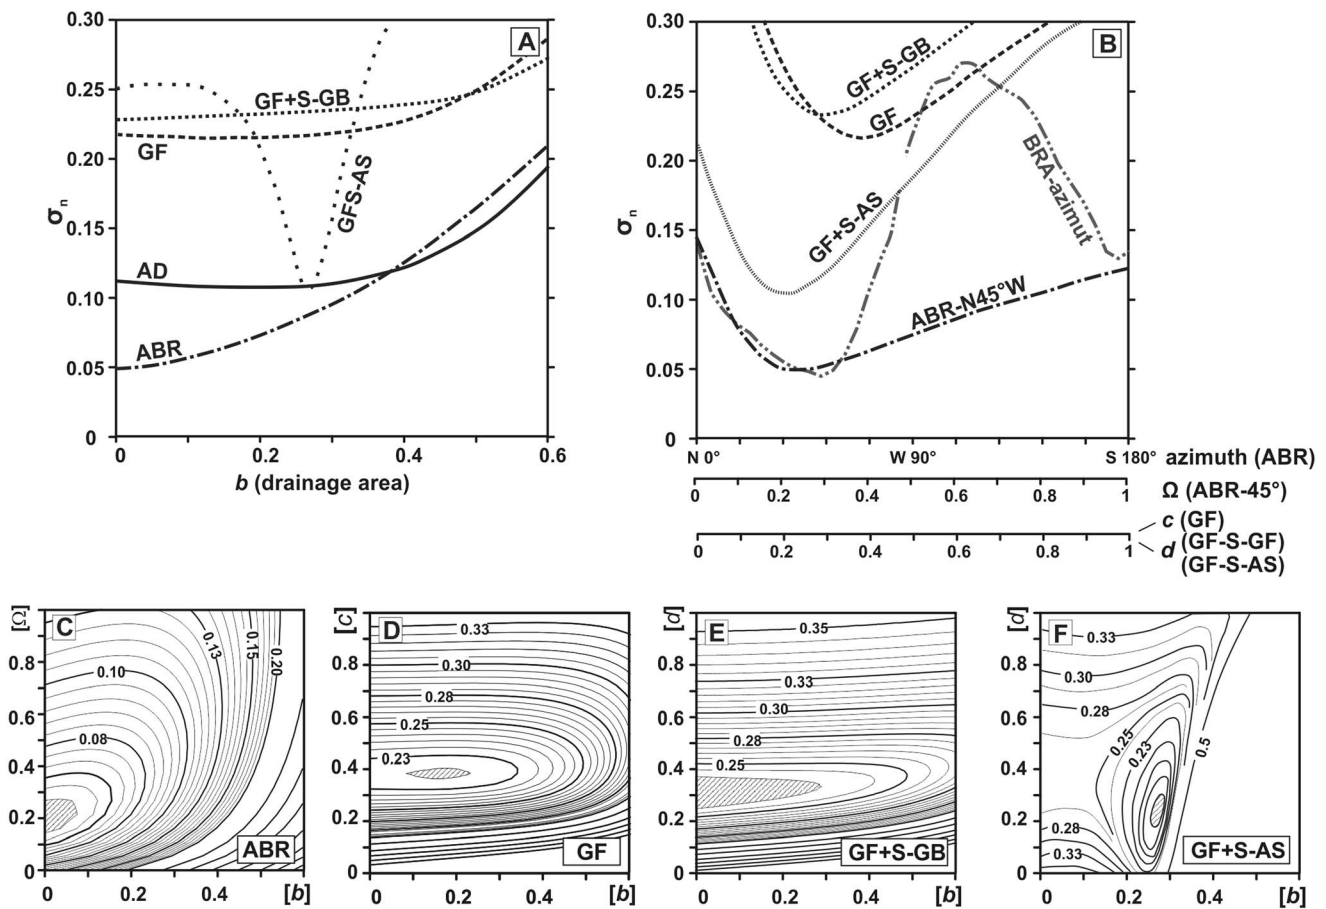 A
0.30
0.25
0.20
0.15
0.10
0.05
0
σn
GF+S-GB
GF
GFS-AS
AD
ABR
0 0.2 0.4 0.6
b (drainage area)
B
0.30
0.25
0.20
0.15
0.10
0.05
0
σn
GF+S-GB
GF
GF+S-AS
BRA-azimut
ABR-N45°W
N 0° W 90° S 180° azimuth (ABR)
0 0.2 0.4 0.6 0.8 1 Ω (ABR-45°)
0 0.2 0.4 0.6 0.8 1
c (GF)
d (GF-S-GF)
(GF-S-AS)
[Ω]
C
0.8
0.6
0.4
0.2
0
0.13
0.15
0.20
0.10
0.08
ABR
0 0.2 0.4 [b]
[c]
D
0.8
0.6
0.4
0.2
0
0.33
0.30
0.28
0.25
0.23
GF
0 0.2 0.4 [b]
[d]
E
0.8
0.6
0.4
0.2
0
0.35
0.33
0.30
0.28
0.25
GF+S-GB
0 0.2 0.4 [b]
[d]
F
0.8
0.6
0.4
0.2
0
0.33
0.30
0.28
0.25
0.23
0.5
0.28
0.33
GF+S-AS
0 0.2 0.4 [b]